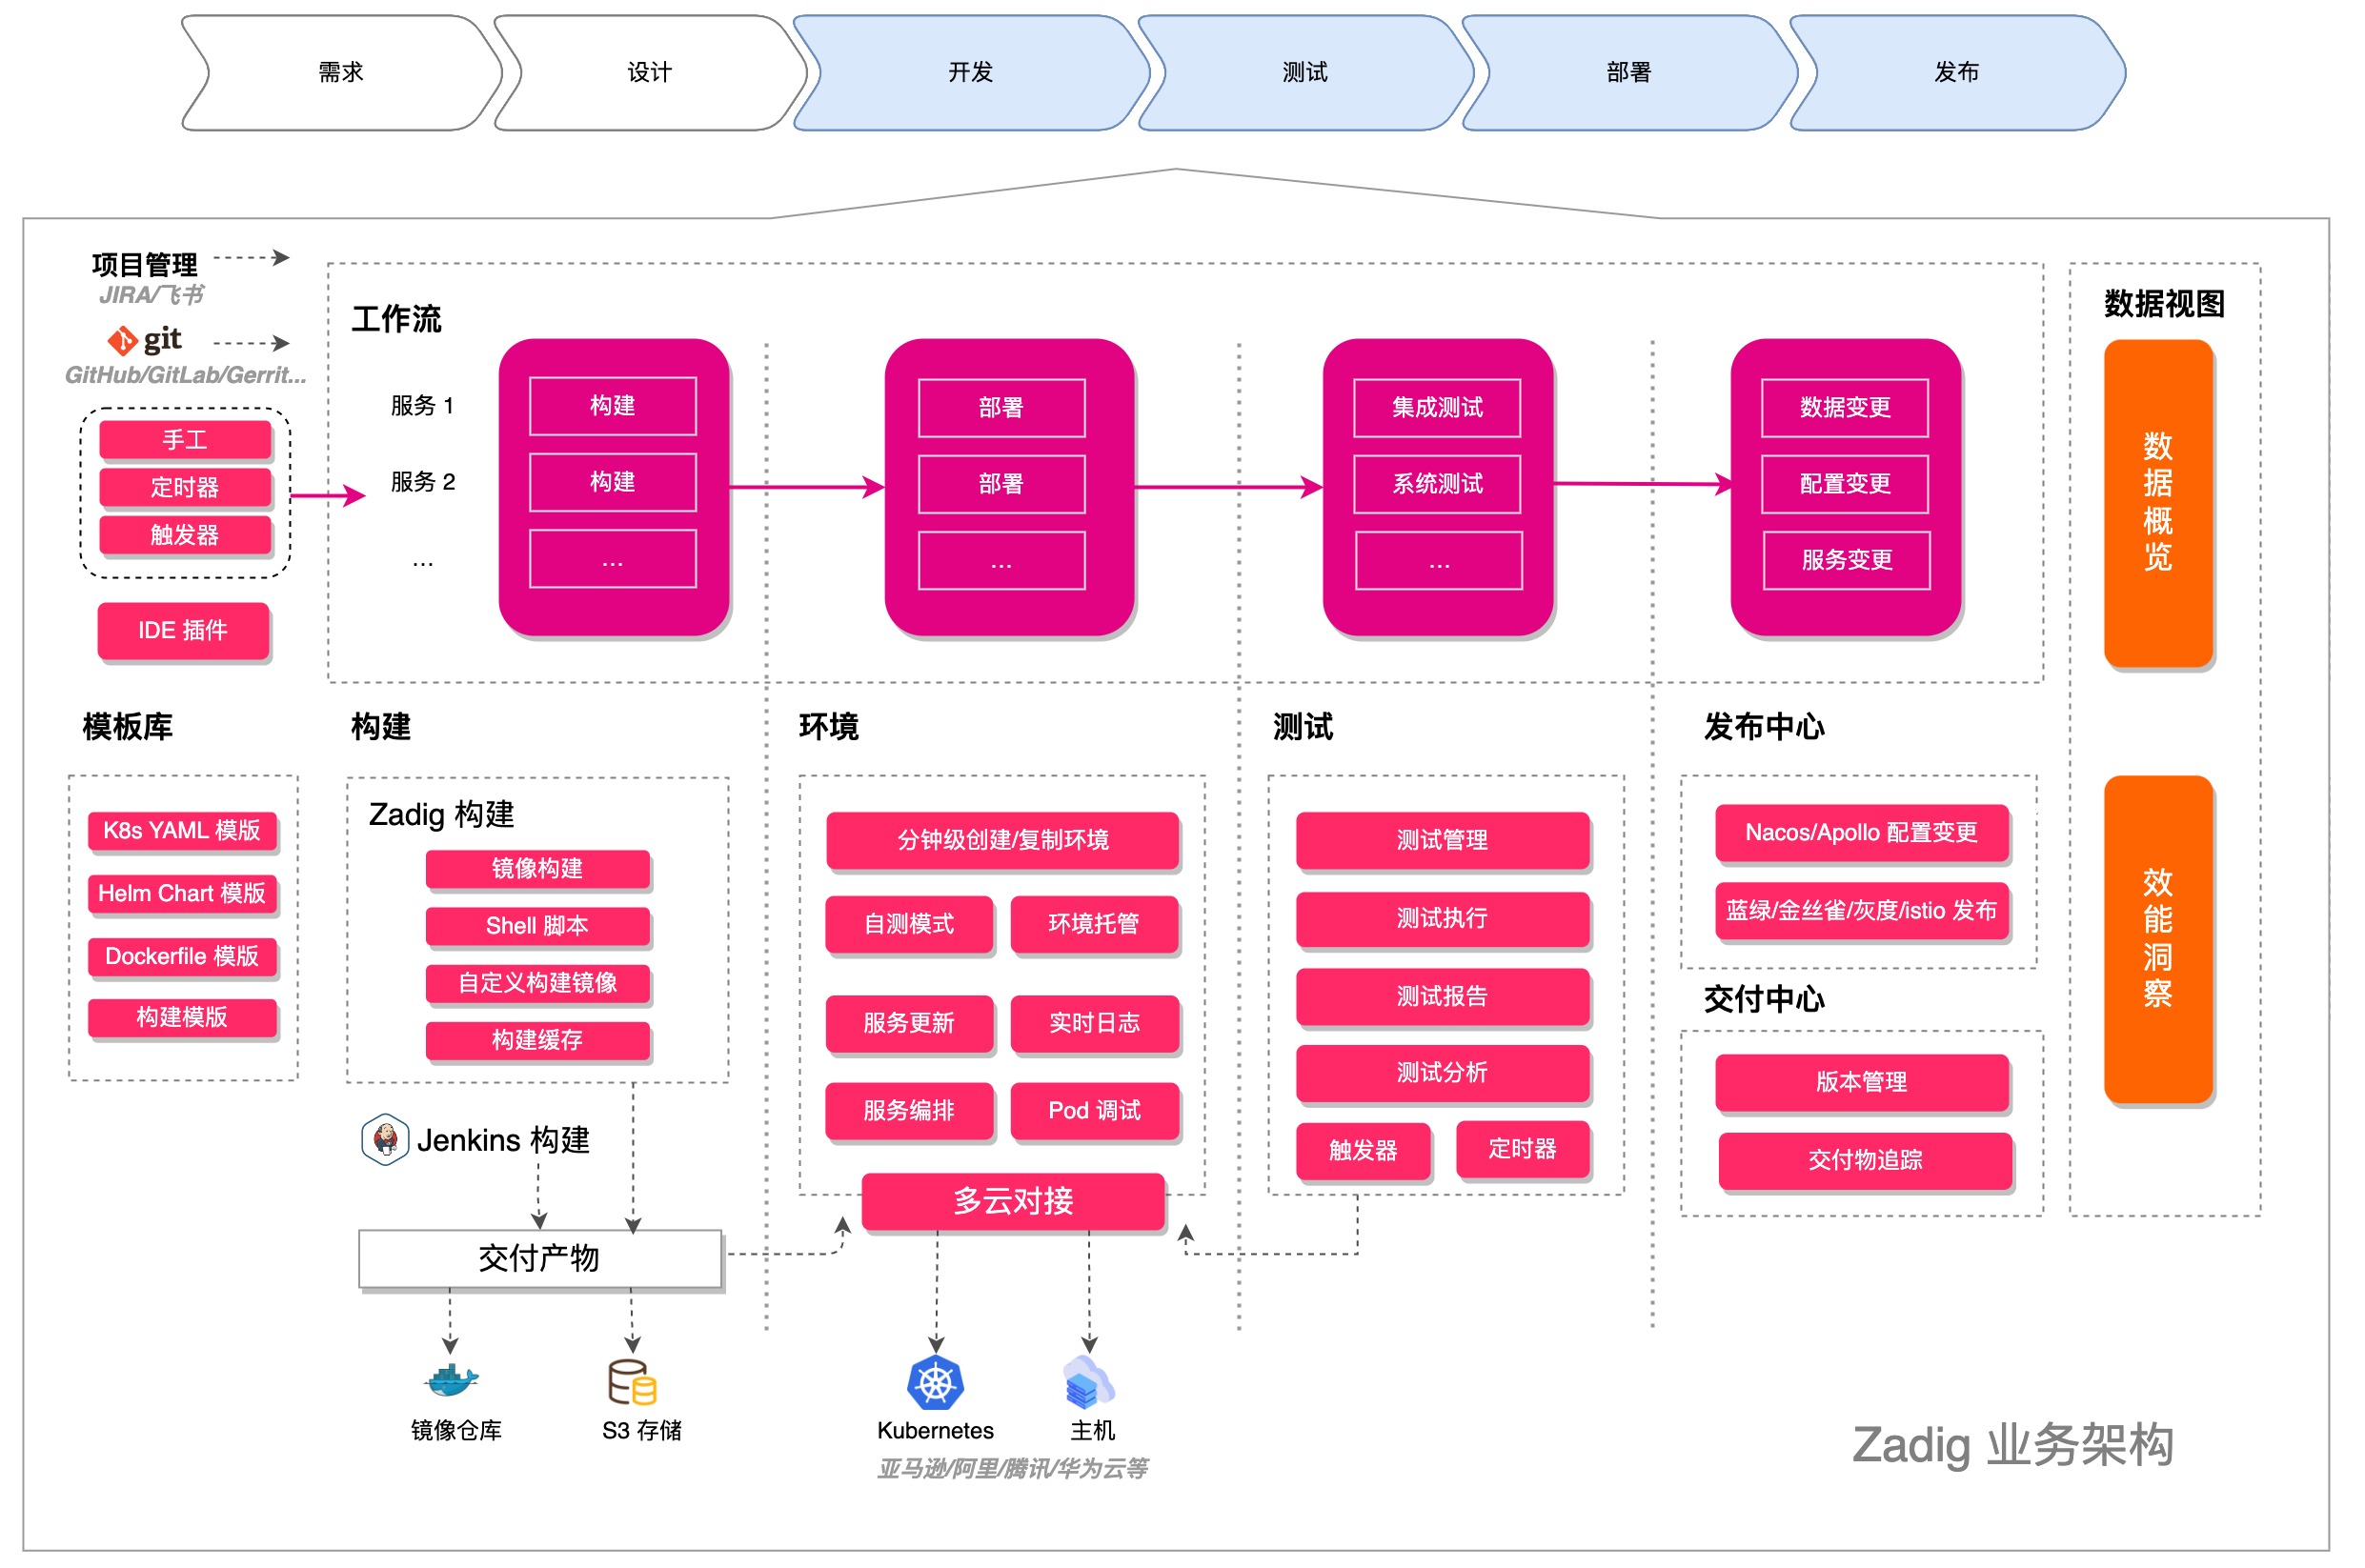 需求
设计
开发
测试
部署
发布
项目管理
JIRA/飞书
git
GitHub/GitLab/Gerrit...
手工
定时器
触发器
IDE 插件
工作流
服务 1
服务 2
...
构建
构建
...
部署
部署
...
集成测试
系统测试
...
数据变更
配置变更
服务变更
数据视图
数据概览
效能洞察
模板库
K8s YAML 模版
Helm Chart 模版
Dockerfile 模版
构建模版
构建
Zadig 构建
镜像构建
Shell 脚本
自定义构建镜像
构建缓存
Jenkins 构建
交付产物
镜像仓库
S3 存储
环境
分钟级创建/复制环境
自测模式
环境托管
服务更新
实时日志
服务编排
Pod 调试
多云对接
Kubernetes
主机
亚马逊/阿里/腾讯/华为云等
测试
测试管理
测试执行
测试报告
测试分析
触发器
定时器
发布中心
Nacos/Apollo 配置变更
蓝绿/金丝雀/灰度/istio 发布
交付中心
版本管理
交付物追踪
Zadig 业务架构